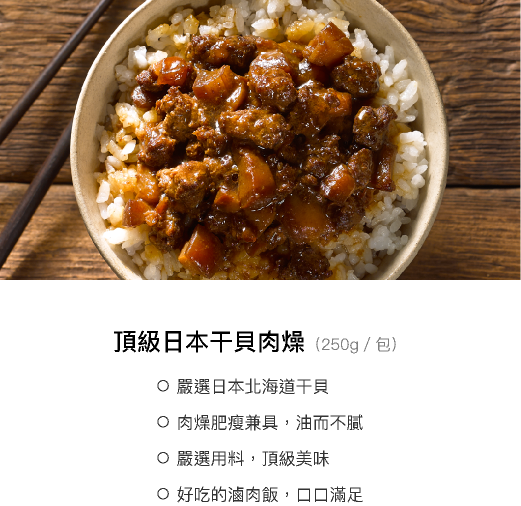 頂級日本干貝肉燥（250g / 包）
○ 嚴選日本北海道干貝
○ 肉燥肥瘦兼具，油而不膩
○ 嚴選用料，頂級美味
○ 好吃的滷肉飯，口口滿足